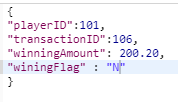 {
"playerID":101,
"transactionID":106,
"winningAmount": 200.20,
"winingFlag" : "N"
}